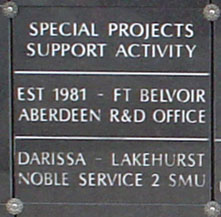 SPECIAL PROJECTS
SUPPORT ACTIVITY
EST 1981 - FT BELVOIR
ABERDEEN R&D OFFICE
DARISSA - LAKEHURST
NOBLE SERVICE 2 SMU